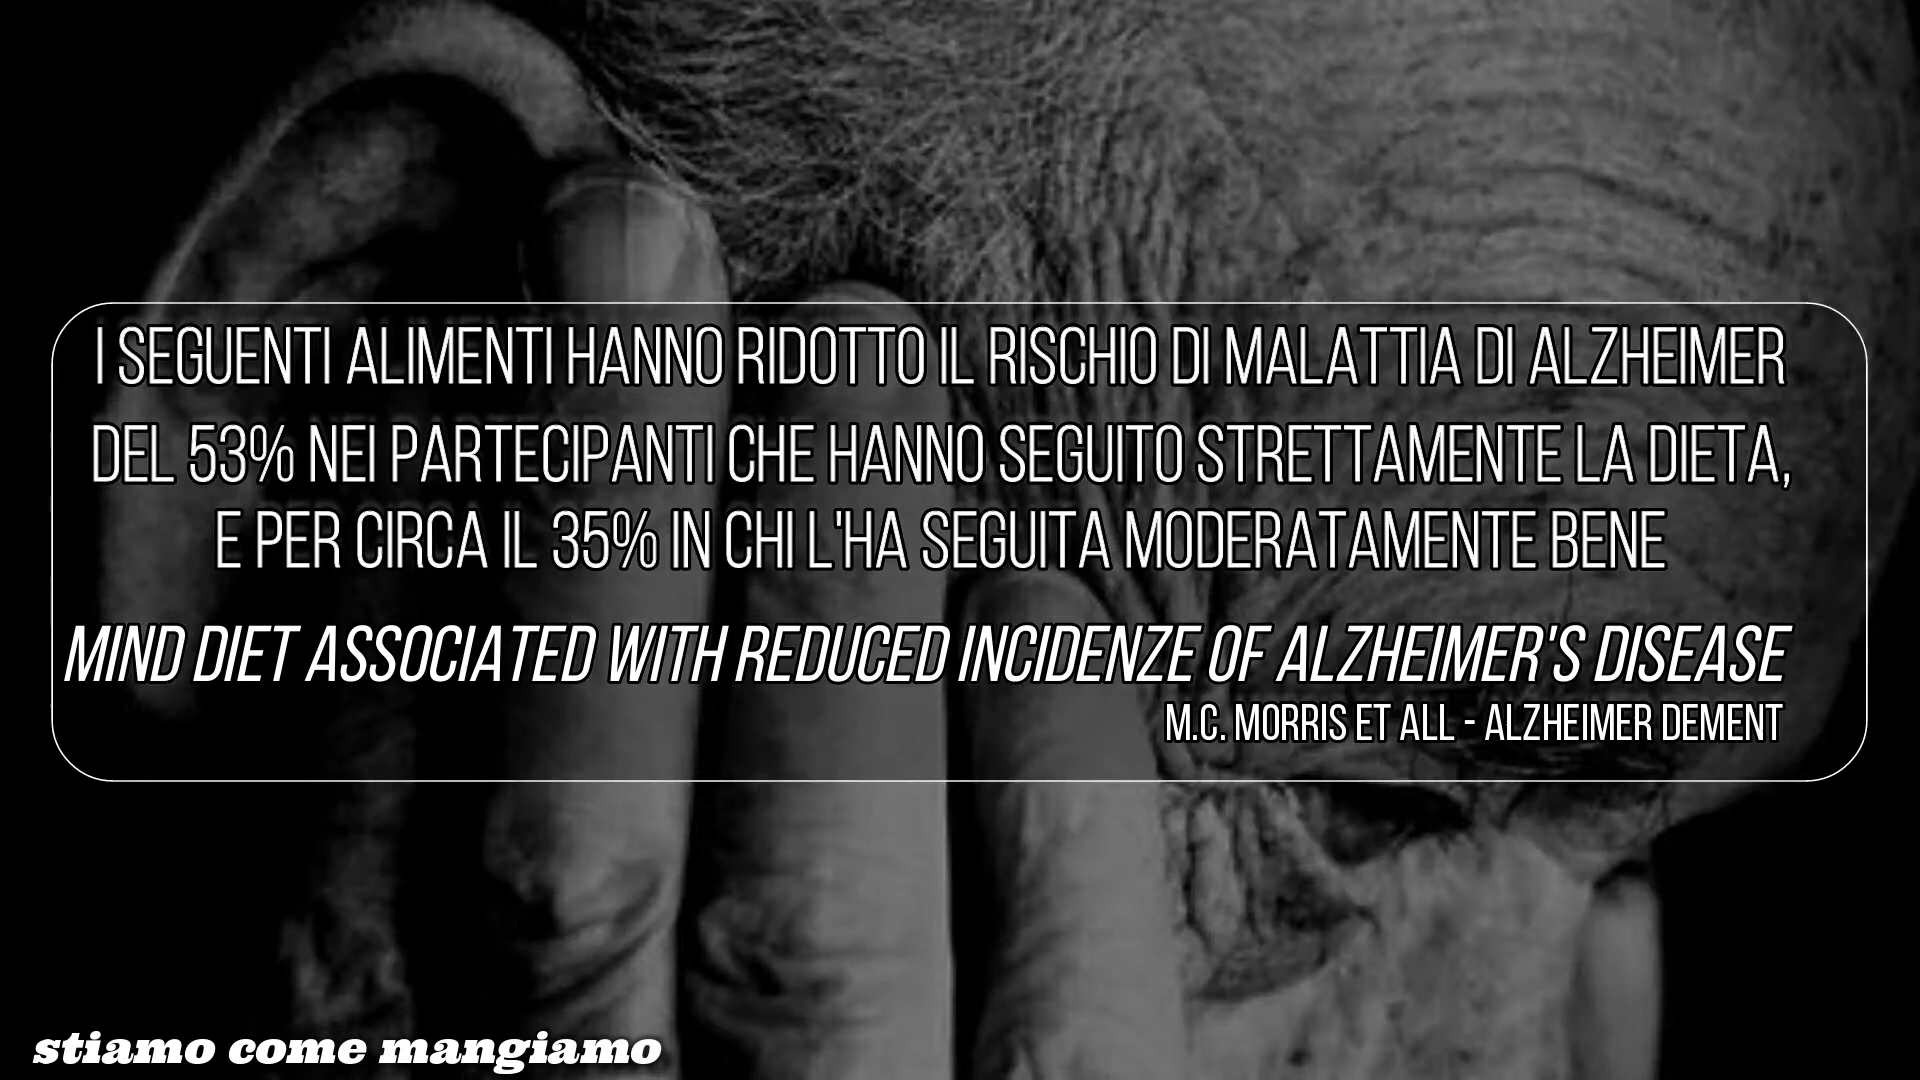 I SEGUENTI ALIMENTI HANNO RIDOTTO IL RISCHIO DI MALATTIA DI ALZHEIMER
DEL 53% NEI PARTECIPANTI CHE HANNO SEGUITO STRETTAMENTE LA DIETA,
E PER CIRCA IL 35% IN CHI L'HA SEGUITA MODERATAMENTE BENE
MIND DIET ASSOCIATED WITH REDUCED INCIDENZE OF ALZHEIMER'S DISEASE
M.C. MORRIS ET ALL - ALZHEIMER DEMENT
stiamo come mangiamo